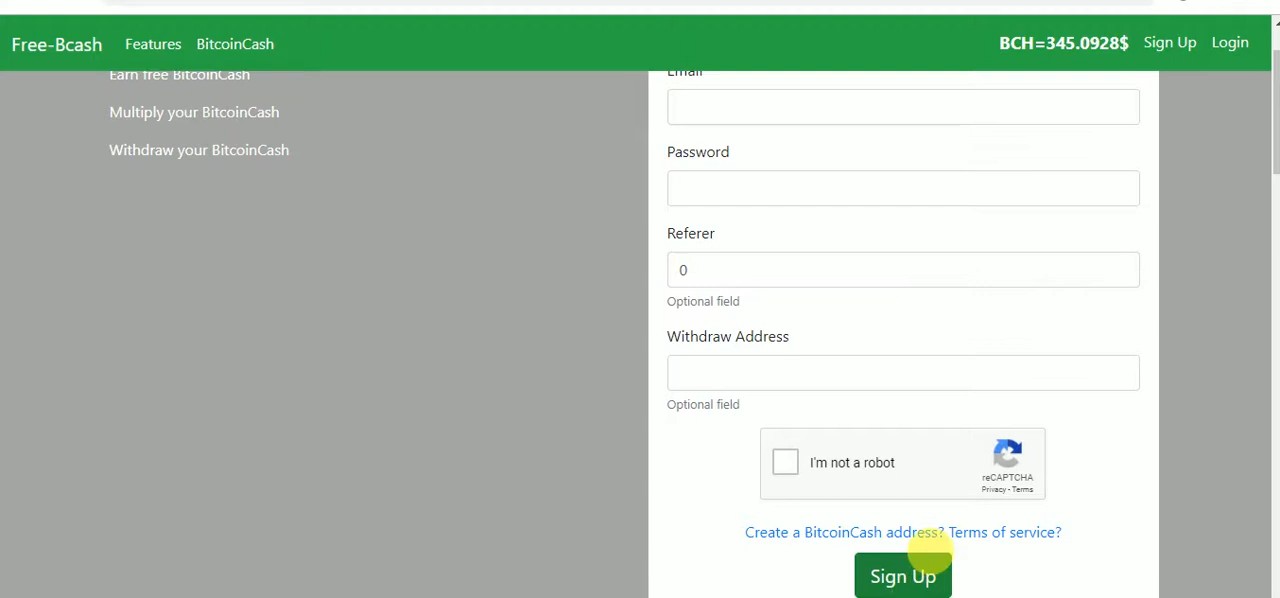 Free-Bcash Features BitcoinCash BCH=345.0928$ Sign Up Login
Earn free BitcoinCash
Multiply your BitcoinCash
Withdraw your BitcoinCash
Email
Password
Referer
0
Optional field
Withdraw Address
Optional field
I'm not a robot
reCAPTCHA
Privacy - Terms
Create a BitcoinCash address? Terms of service?
Sign Up